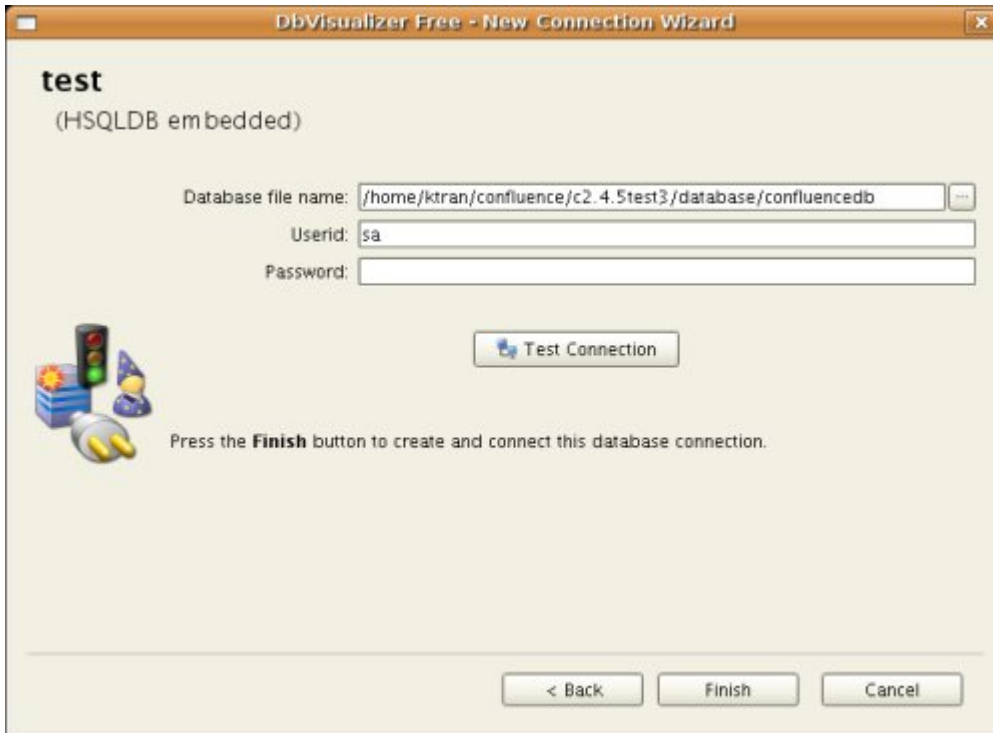 DbVisualizer Free - New Connection Wizard
test
(HSQLDB embedded)
Database file name: /home/ktran/confluence/c2.4.5test3/database/confluencedb ...
Userid: sa
Password:
Test Connection
Press the Finish button to create and connect this database connection.
< Back Finish Cancel